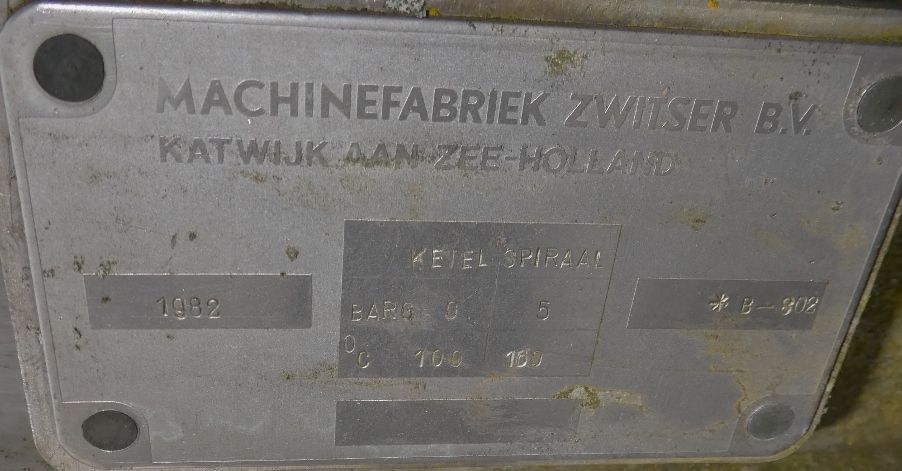 MACHINEFABRIEK ZWITSER B.V.
KATWIJK AAN ZEE-HOLLAND
KETEL SPIRAAL
1982
BARG 0 5
* B-802
°C 100 150